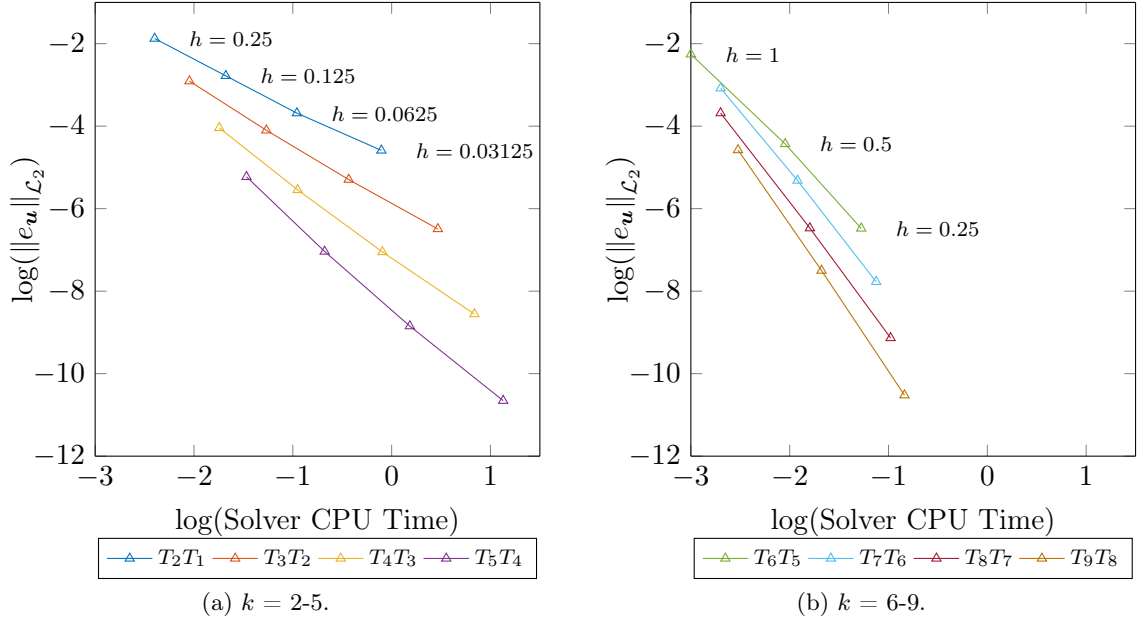 −2
−4
−6
−8
−10
−12
−3
−2
−1
0
1
log(||e_u||_{ℒ_2})
log(Solver CPU Time)
h = 0.25
h = 0.125
h = 0.0625
h = 0.03125
T_2T_1 T_3T_2 T_4T_3 T_5T_4
(a) k = 2-5.
−2
−4
−6
−8
−10
−12
−3
−2
−1
0
1
log(||e_u||_{ℒ_2})
log(Solver CPU Time)
h = 1
h = 0.5
h = 0.25
T_6T_5 T_7T_6 T_8T_7 T_9T_8
(b) k = 6-9.